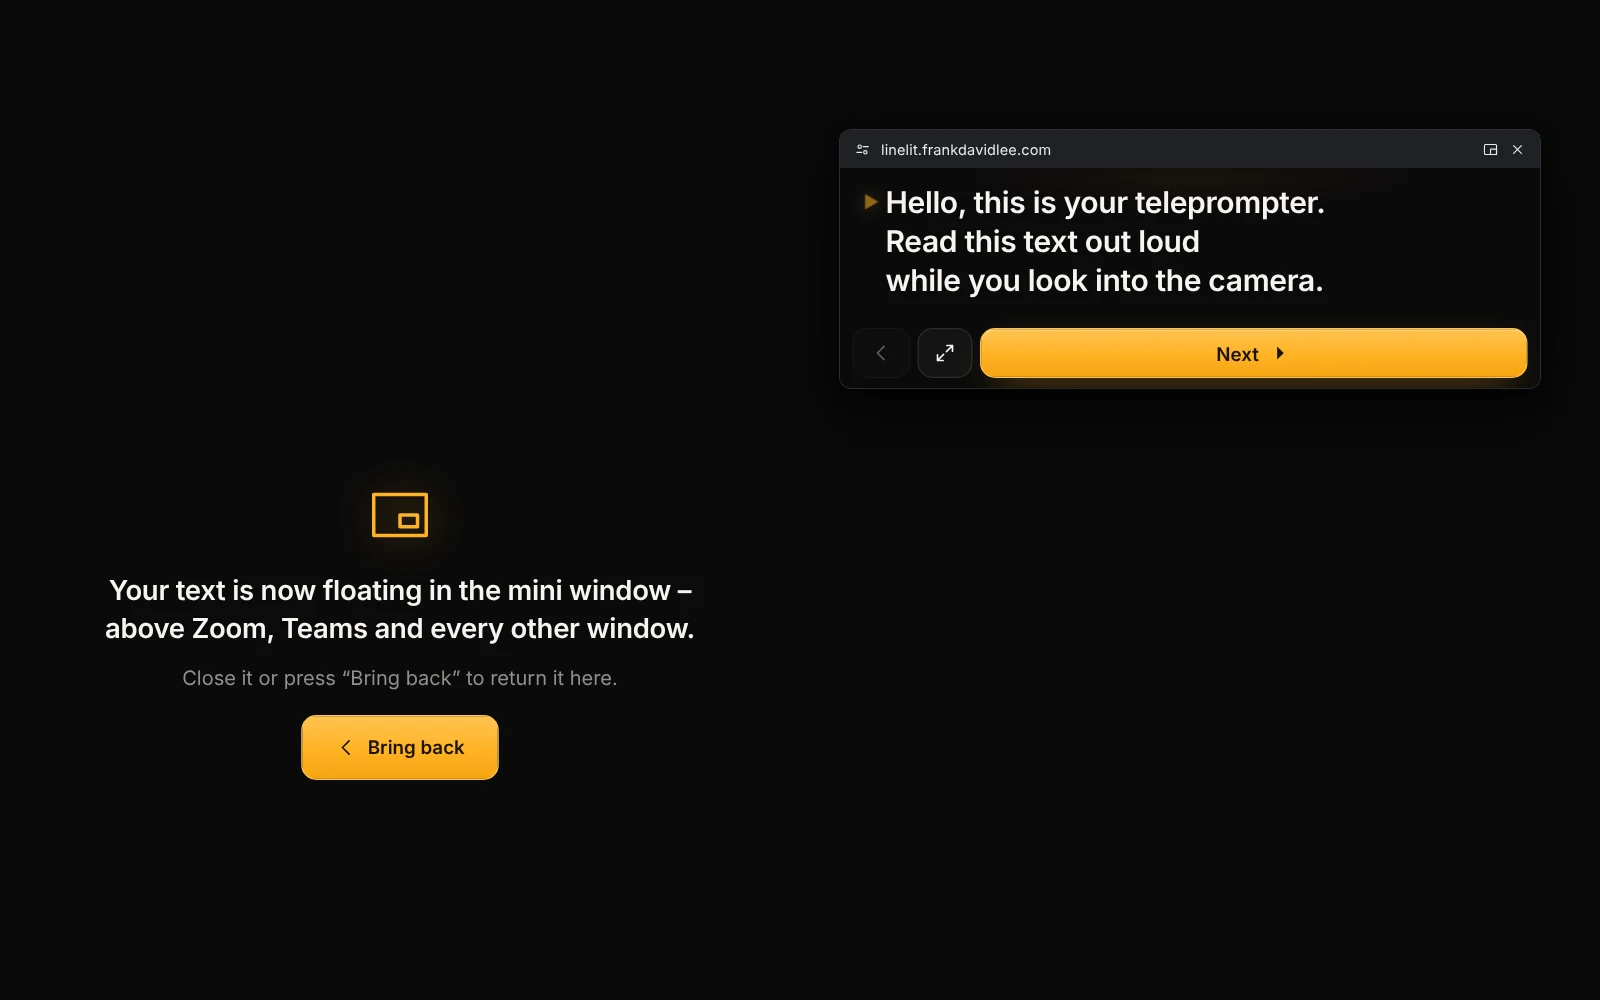 linelit.frankdavidlee.com
Hello, this is your teleprompter.
Read this text out loud
while you look into the camera.
Next
Your text is now floating in the mini window –
above Zoom, Teams and every other window.
Close it or press “Bring back” to return it here.
Bring back